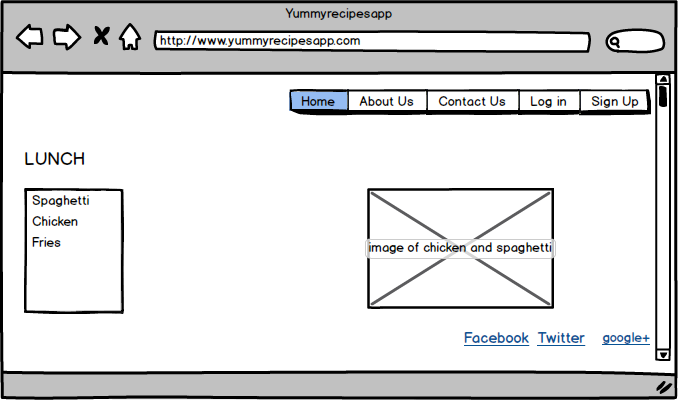 Yummyrecipesapp
http://www.yummyrecipesapp.com
Home About Us Contact Us Log in Sign Up
LUNCH
Spaghetti
Chicken
Fries
image of chicken and spaghetti
Facebook Twitter google+